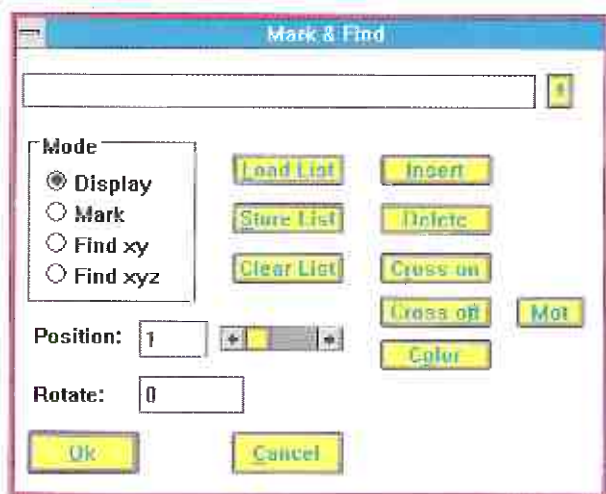 Mark & Find
Mode
Display
Mark
Find xy
Find xyz
Load List
Store List
Clear List
Insert
Delete
Cross on
Cross off
Mot
Color
Position: 1
Rotate: 0
Ok
Cancel